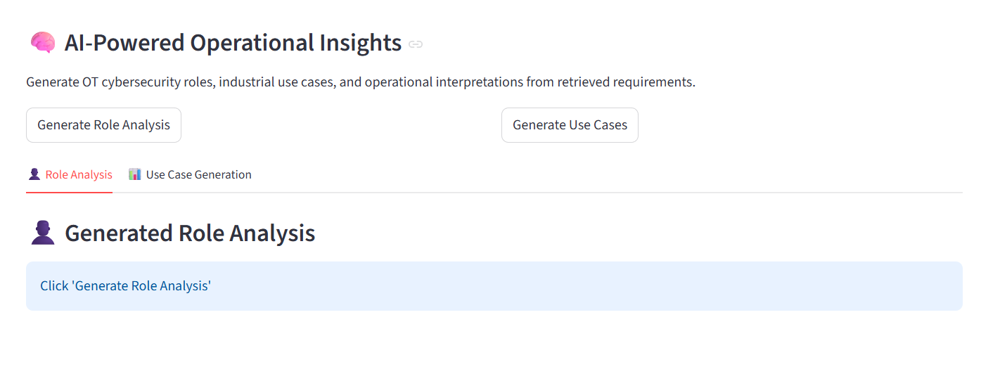 AI-Powered Operational Insights
Generate OT cybersecurity roles, industrial use cases, and operational interpretations from retrieved requirements.
Generate Role Analysis
Generate Use Cases
Role Analysis
Use Case Generation
Generated Role Analysis
Click 'Generate Role Analysis'